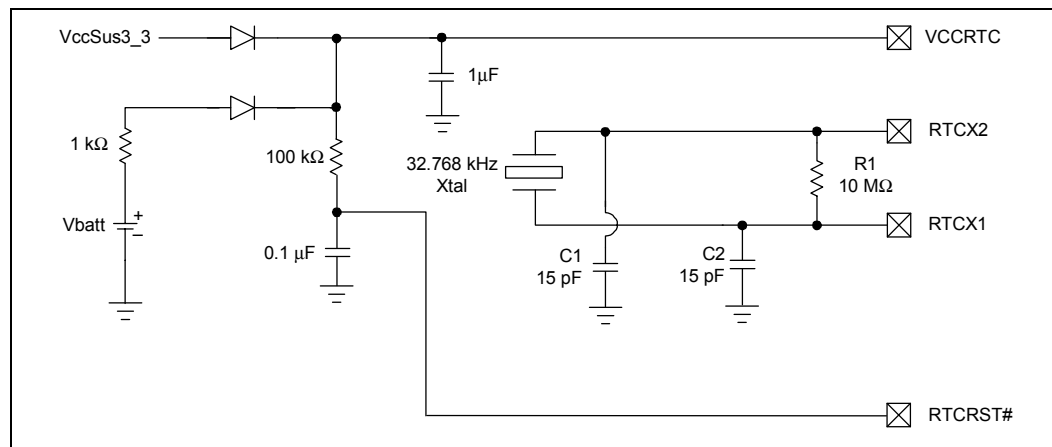 VccSus3_3
VCCRTC
1μF
1 kΩ
100 kΩ
RTCX2
32.768 kHz
Xtal
R1
10 MΩ
Vbatt
+
–
RTCX1
0.1 μF
C1
15 pF
C2
15 pF
RTCRST#